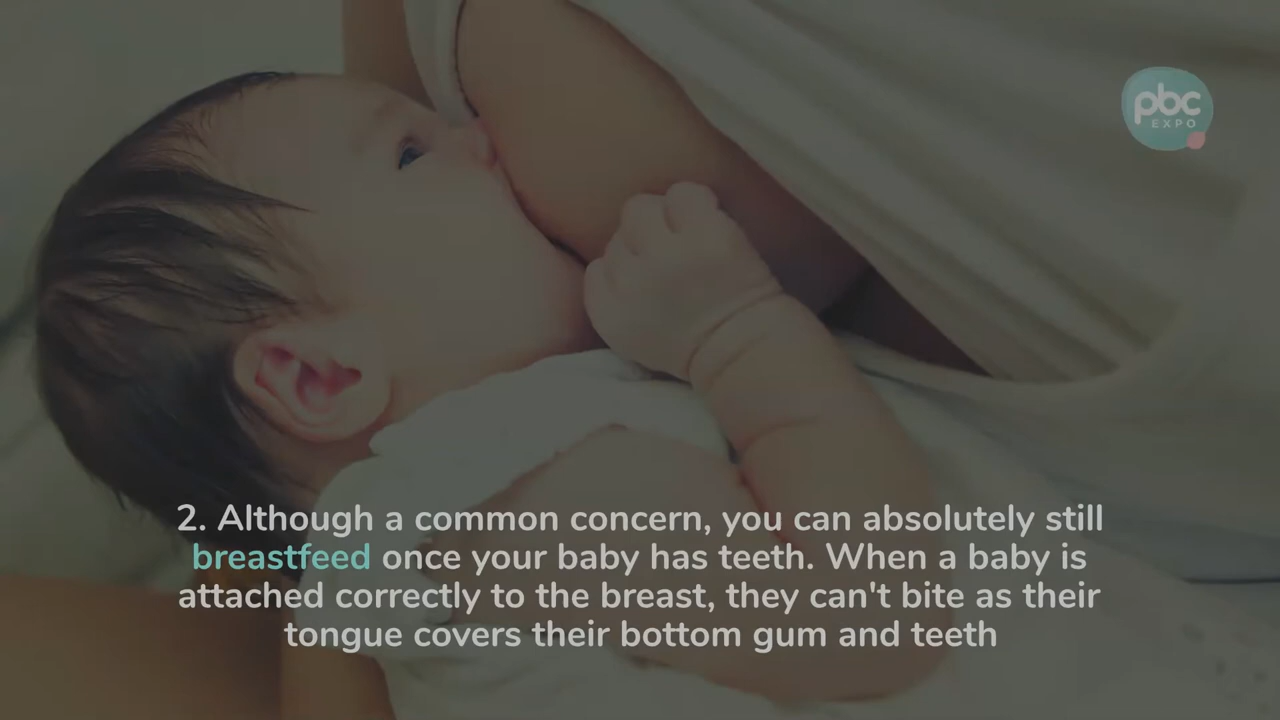 pbc
EXPO
2. Although a common concern, you can absolutely still
breastfeed once your baby has teeth. When a baby is
attached correctly to the breast, they can't bite as their
tongue covers their bottom gum and teeth